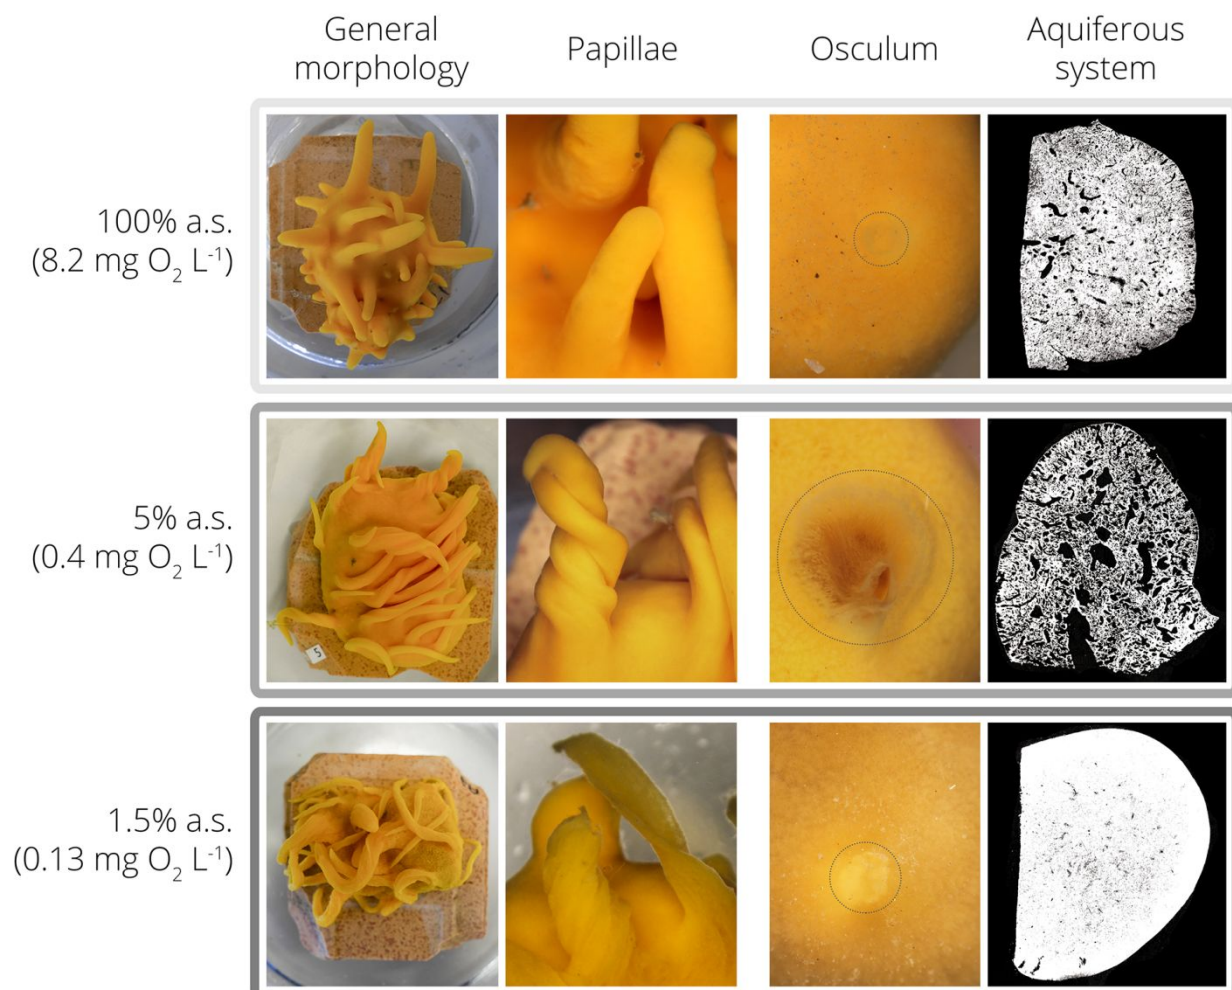 General
morphology
Papillae
Osculum
Aquiferous
system
100% a.s.
(8.2 mg O₂ L⁻¹)
5% a.s.
(0.4 mg O₂ L⁻¹)
5
1.5% a.s.
(0.13 mg O₂ L⁻¹)